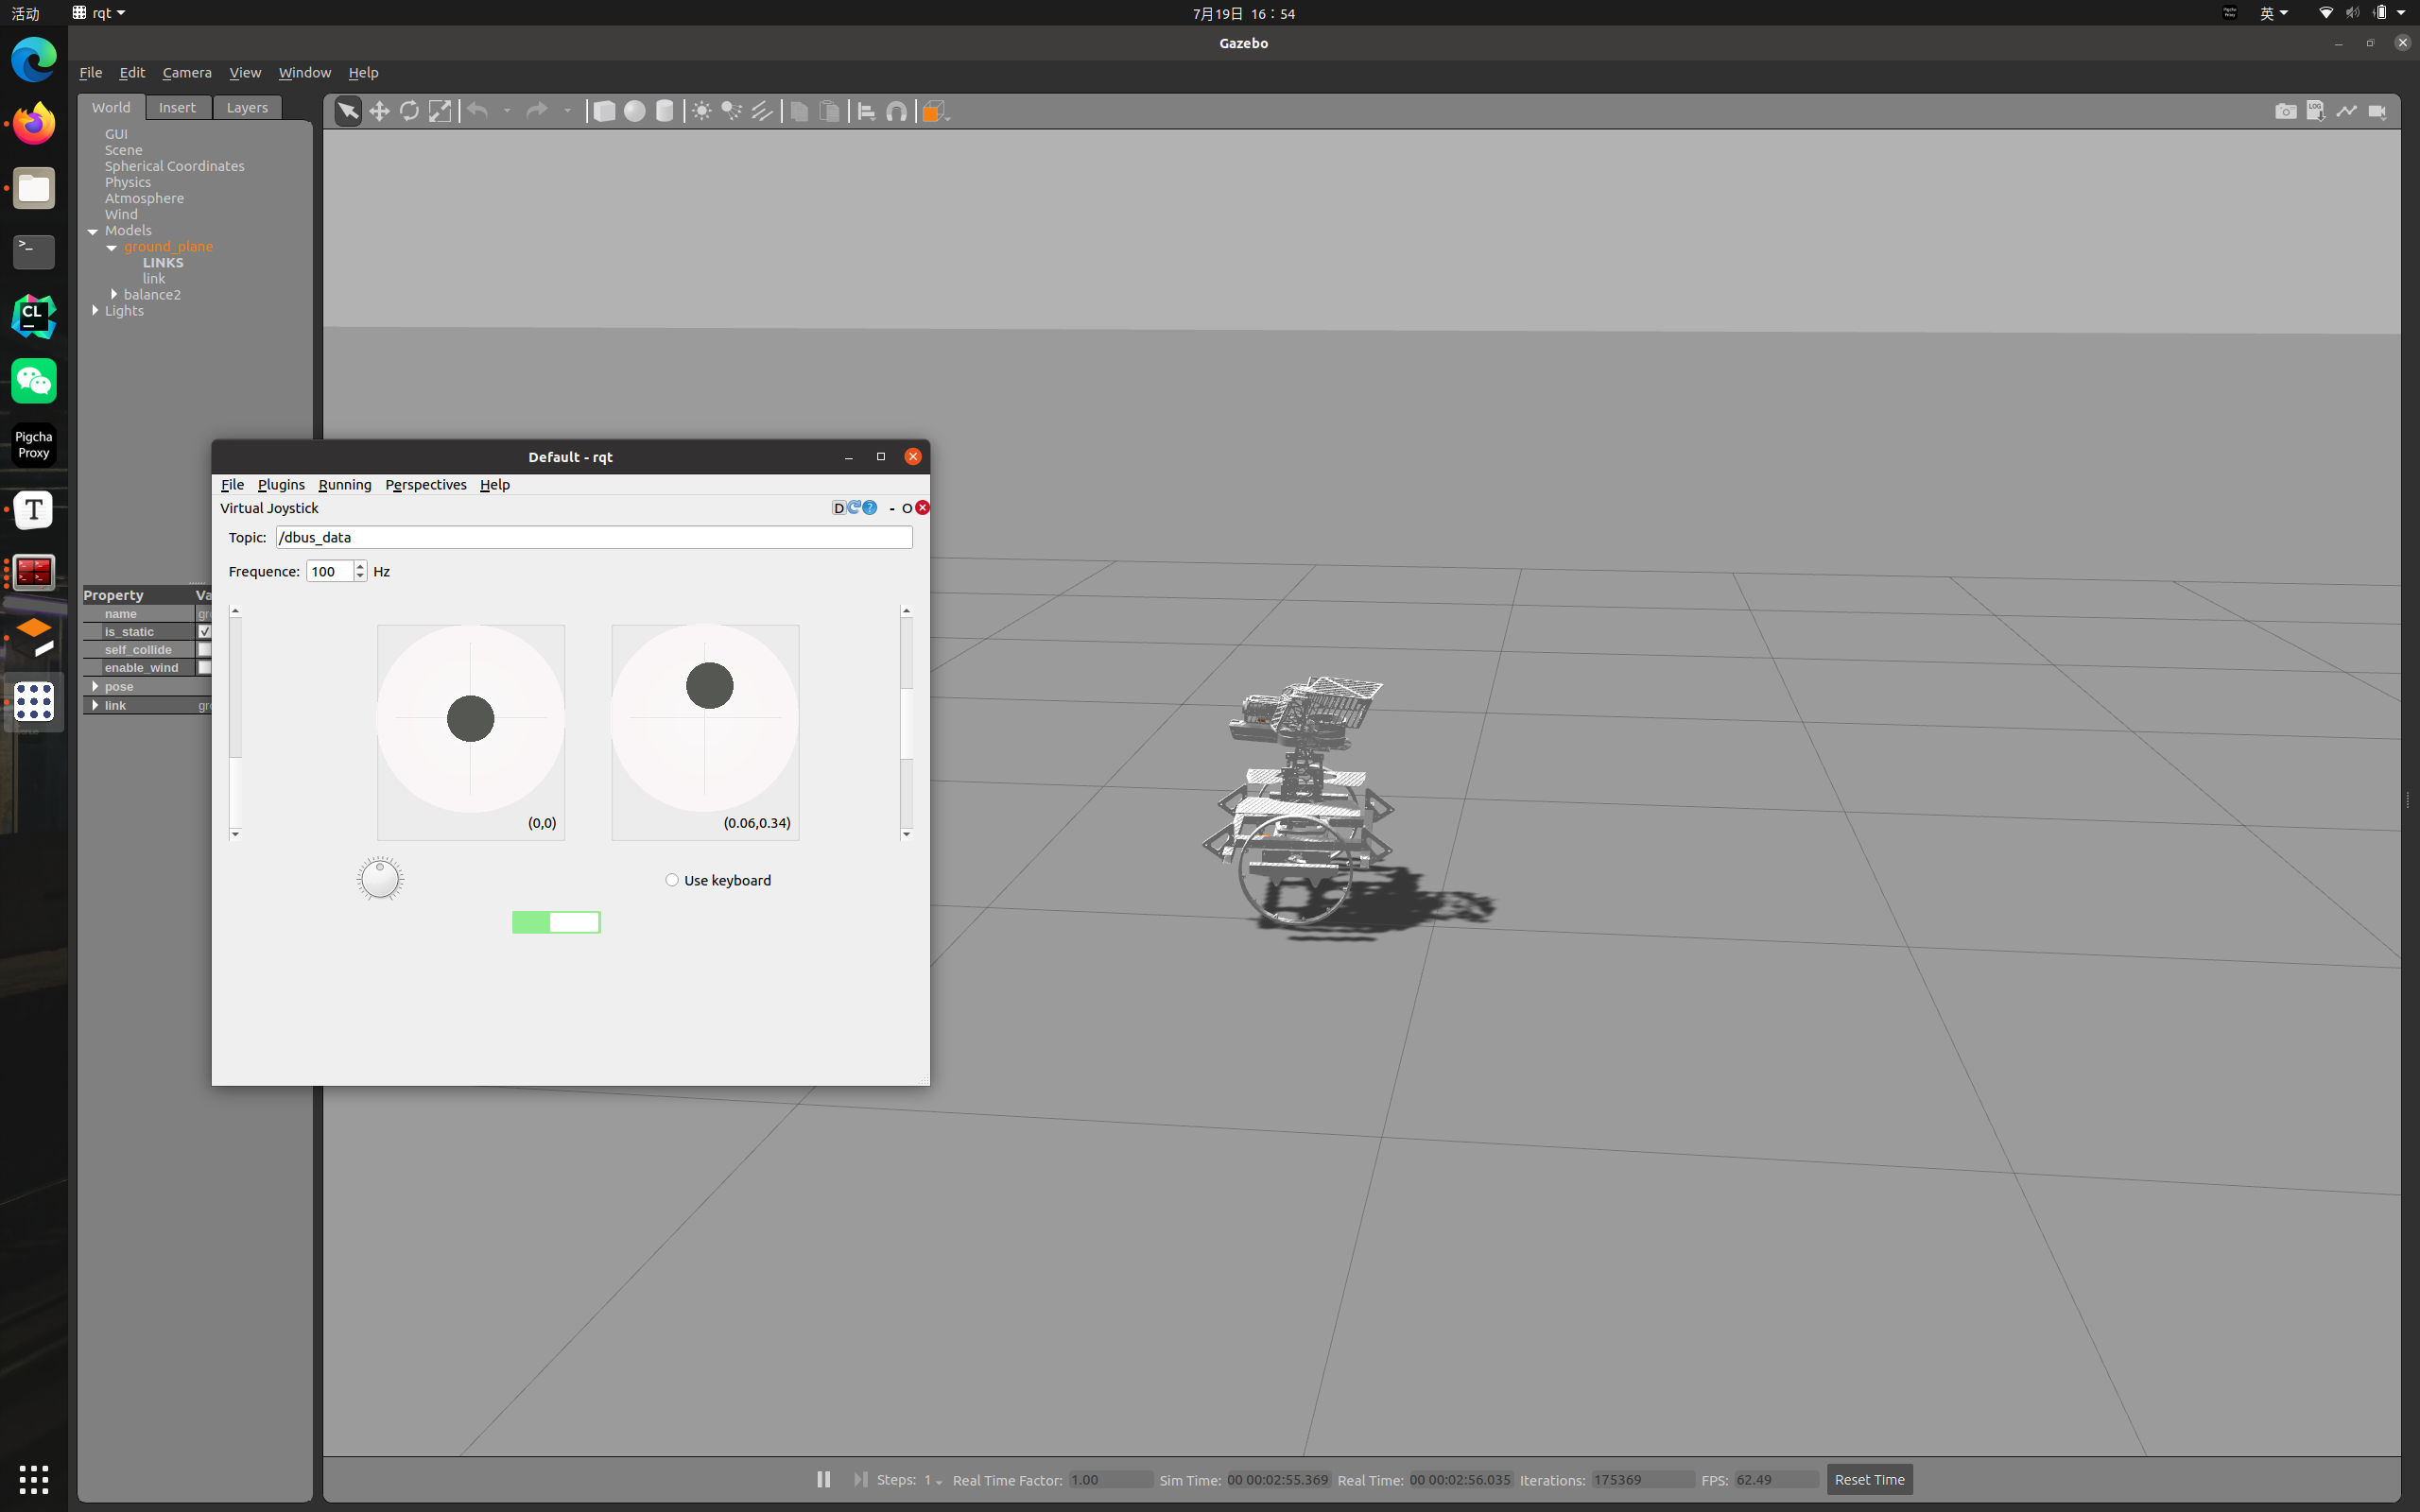 活动
rqt
7月19日 16：54
英
Gazebo
File Edit Camera View Window Help
World Insert Layers
GUI
Scene
Spherical Coordinates
Physics
Atmosphere
Wind
Models
ground_plane
LINKS
link
balance2
Lights
CL
Pigcha
Proxy
T
Property Va
name
is_static
self_collide
enable_wind
pose
link
LOG
Default - rqt
File Plugins Running Perspectives Help
Virtual Joystick
D
- O
Topic: /dbus_data
Frequence: 100 Hz
(0,0)
(0.06,0.34)
Use keyboard
Steps: 1 Real Time Factor: 1.00 Sim Time: 00 00:02:55.369 Real Time: 00 00:02:56.035 Iterations: 175369 FPS: 62.49 Reset Time